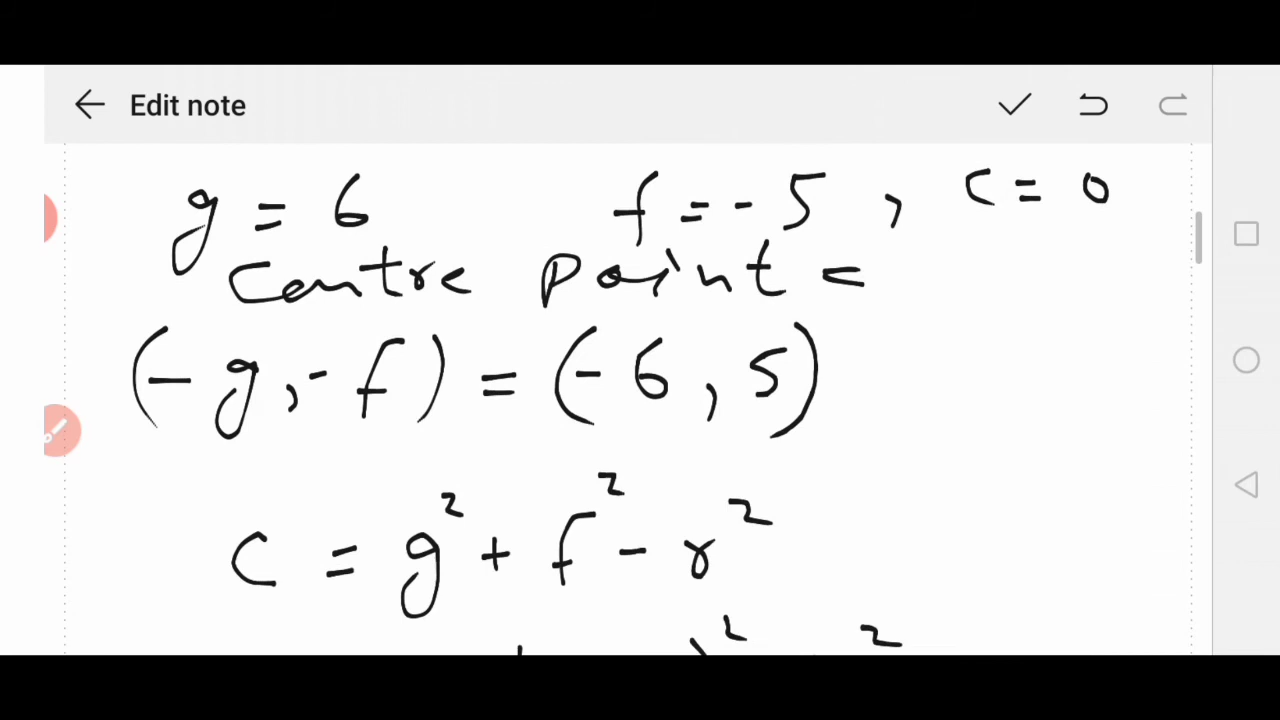 Edit note
g = 6 f = -5 , c = 0
Centre Point =
(-g, -f) = (-6, 5)
c = g² + f² - r²